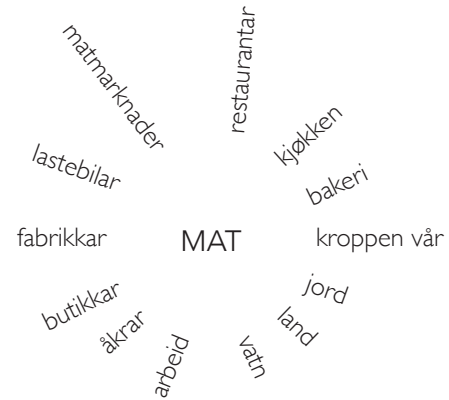 restaurantar
matmarknader
kjøkken
lastebilar
bakeri
fabrikkar
MAT
kroppen vår
butikkar
jord
åkrar
land
arbeid
vatn